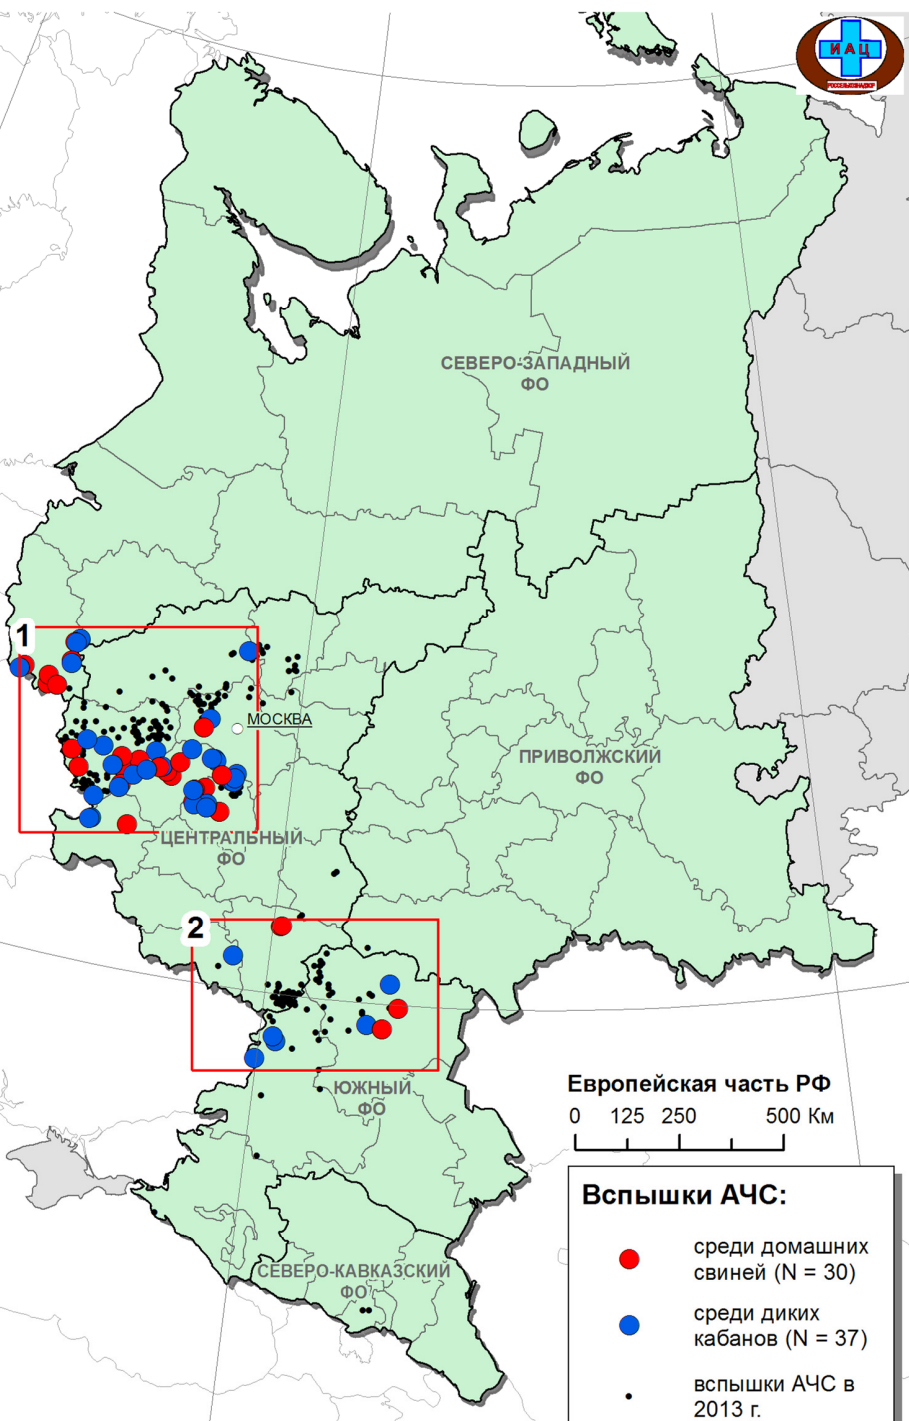 ИАЦ
РОССЕЛЬХОЗНАДЗОР
СЕВЕРО-ЗАПАДНЫЙ
ФО
1
МОСКВА
ПРИВОЛЖСКИЙ
ФО
ЦЕНТРАЛЬНЫЙ
ФО
2
ЮЖНЫЙ
ФО
Европейская часть РФ
0 125 250 500 Км
Вспышки АЧС:
среди домашних
свиней (N = 30)
СЕВЕРО-КАВКАЗСКИЙ
ФО
среди диких
кабанов (N = 37)
вспышки АЧС в
2013 г.